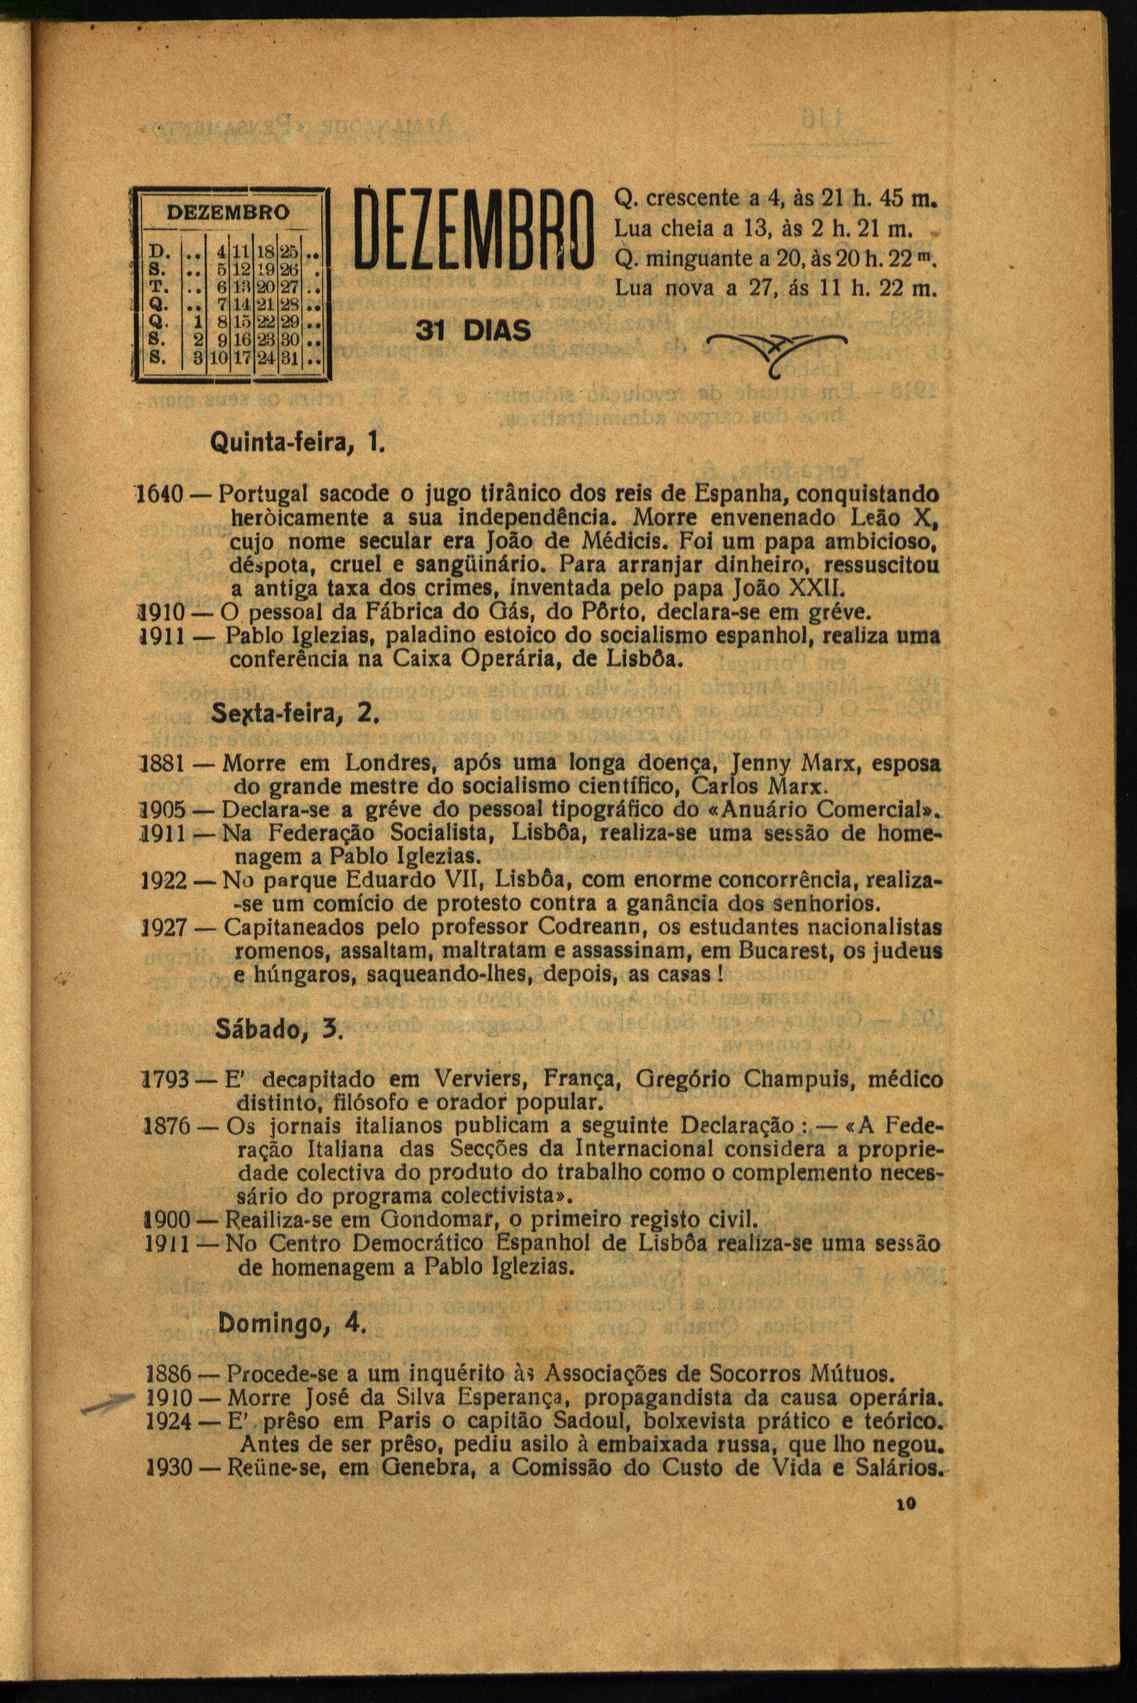 DEZEMBRO
D. .. 4 11 18 25 ..
S. .. 5 12 19 26 .
T. .. 6 13 20 27 ..
Q. .. 7 14 21 28 ..
Q. 1 8 15 22 29 ..
S. 2 9 16 23 30 ..
S. 3 10 17 24 31 ..
DEZEMBRO
31 DIAS
Q. crescente a 4, às 21 h. 45 m.
Lua cheia a 13, às 2 h. 21 m.
Q. minguante a 20, às 20 h. 22 m.
Lua nova a 27, ás 11 h. 22 m.
Quinta-feira, 1.
1640 — Portugal sacode o jugo tirânico dos reis de Espanha, conquistando
heròicamente a sua independência. Morre envenenado Leão X,
cujo nome secular era João de Médicis. Foi um papa ambicioso,
déspota, cruel e sangüinário. Para arranjar dinheiro, ressuscitou
a antiga taxa dos crimes, inventada pelo papa João XXII.
1910 — O pessoal da Fábrica do Gás, do Pôrto, declara-se em gréve.
1911 — Pablo Iglezias, paladino estoico do socialismo espanhol, realiza uma
conferência na Caixa Operária, de Lisbôa.
Sexta-feira, 2.
1881 — Morre em Londres, após uma longa doença, Jenny Marx, esposa
do grande mestre do socialismo científico, Carlos Marx.
1905 — Declara-se a gréve do pessoal tipográfico do «Anuário Comercial».
1911 — Na Federação Socialista, Lisbôa, realiza-se uma sessão de home-
nagem a Pablo Iglezias.
1922 — No parque Eduardo VII, Lisbôa, com enorme concorrência, realiza-
-se um comício de protesto contra a ganância dos senhorios.
1927 — Capitaneados pelo professor Codreann, os estudantes nacionalistas
romenos, assaltam, maltratam e assassinam, em Bucarest, os judeus
e húngaros, saqueando-lhes, depois, as casas !
Sábado, 3.
1793 — E' decapitado em Verviers, França, Gregório Champuis, médico
distinto, filósofo e orador popular.
1876 — Os jornais italianos publicam a seguinte Declaração : — «A Fede-
ração Italiana das Secções da Internacional considera a proprie-
dade colectiva do produto do trabalho como o complemento neces-
sário do programa colectivista».
1900 — Reailiza-se em Gondomar, o primeiro registo civil.
1911 — No Centro Democrático Espanhol de Lisbôa realiza-se uma sessão
de homenagem a Pablo Iglezias.
Domingo, 4.
1886 — Procede-se a um inquérito às Associações de Socorros Mútuos.
1910 — Morre José da Silva Esperança, propagandista da causa operária.
1924 — E' prêso em Paris o capitão Sadoul, bolxevista prático e teórico.
Antes de ser prêso, pediu asilo à embaixada russa, que lho negou.
1930 — Reüne-se, em Genebra, a Comissão do Custo de Vida e Salários.
10